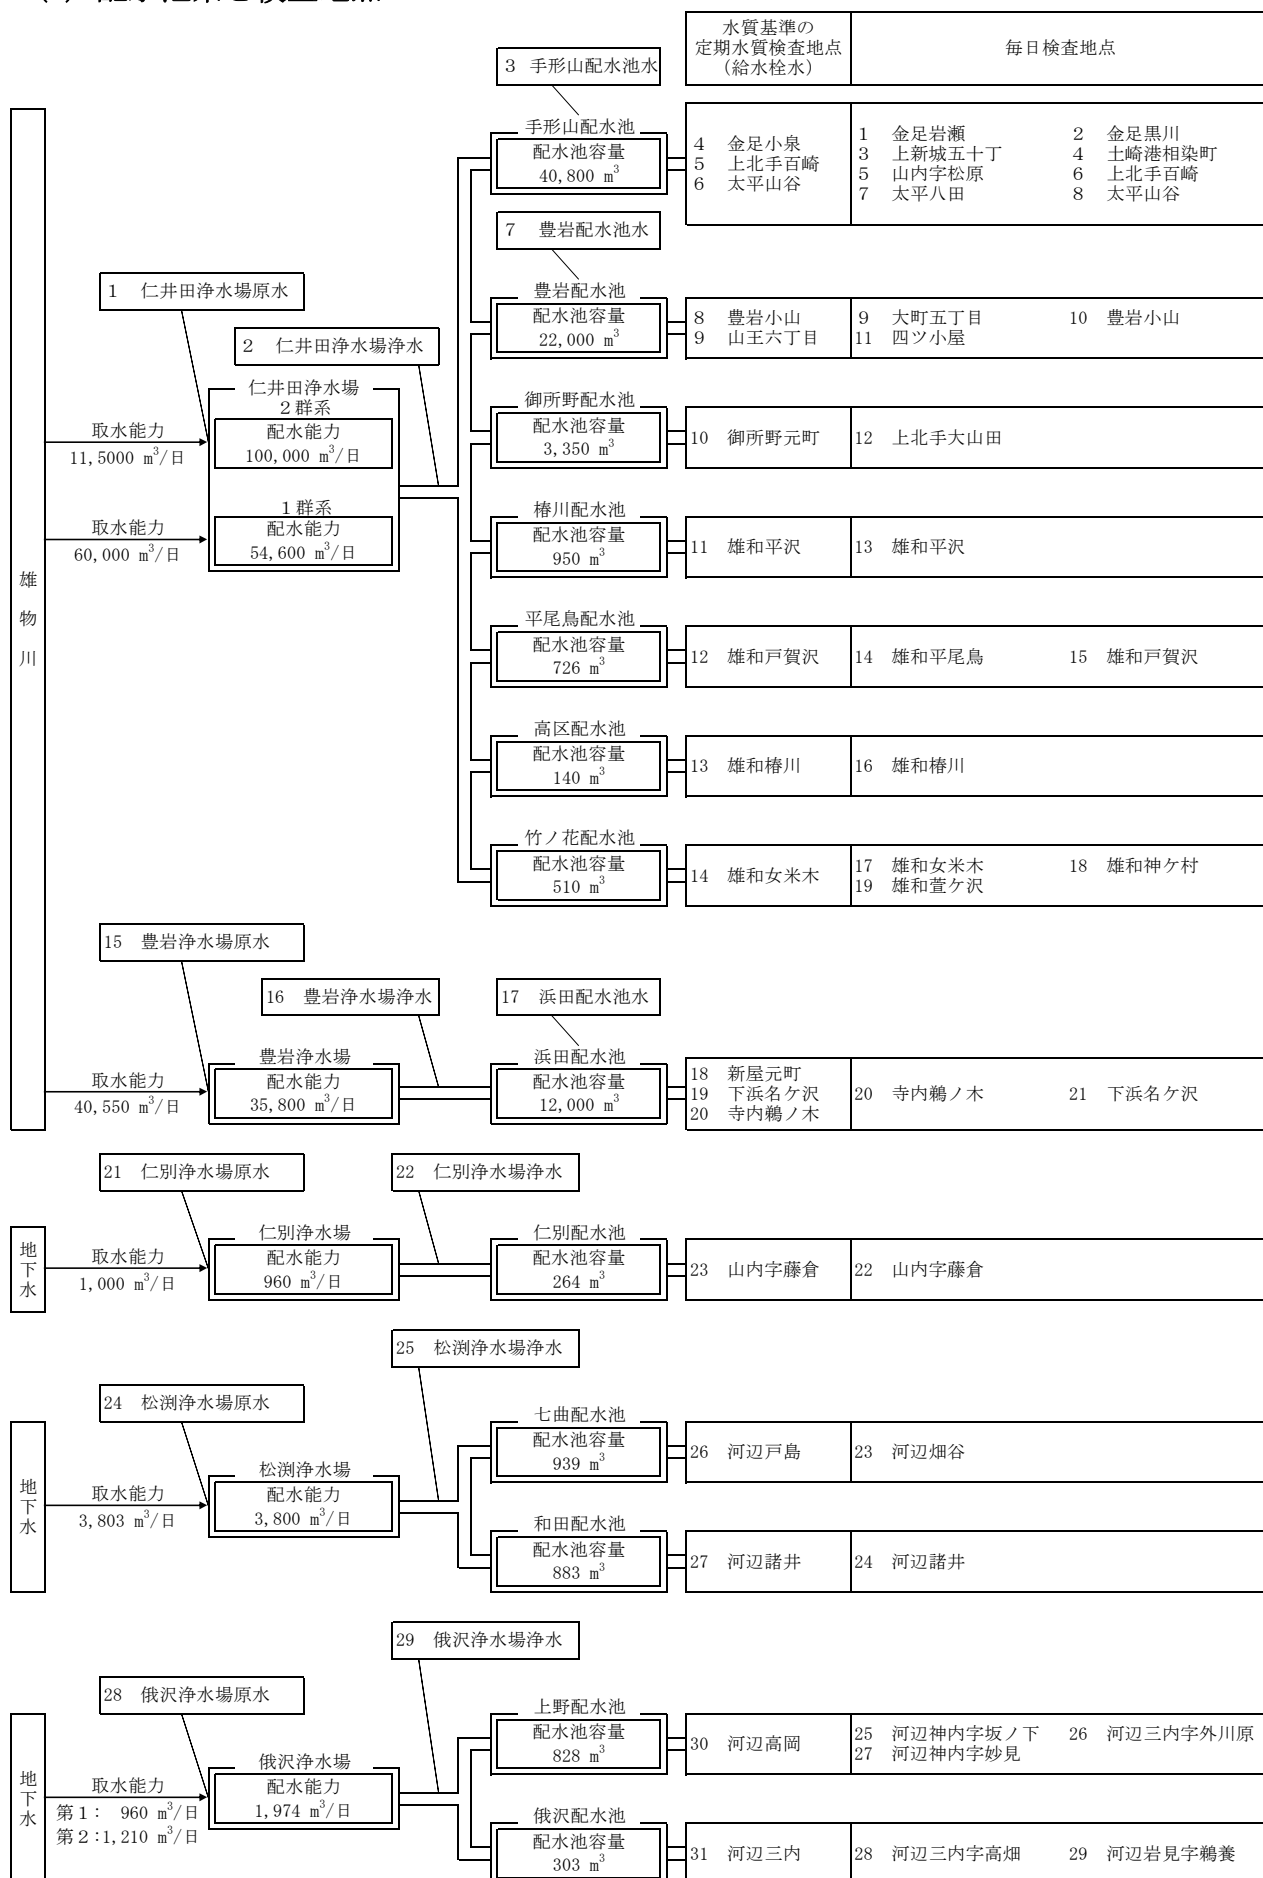 水質基準の
定期水質検査地点
（給水栓水）
毎日検査地点
3 手形山配水池水
手形山配水池
配水池容量
40,800 m³
4 金足小泉
5 上北手百崎
6 太平山谷
1 金足岩瀬 2 金足黒川
3 上新城五十丁 4 土崎港相染町
5 山内字松原 6 上北手百崎
7 太平八田 8 太平山谷
7 豊岩配水池水
豊岩配水池
配水池容量
22,000 m³
8 豊岩小山
9 山王六丁目
9 大町五丁目 10 豊岩小山
11 四ツ小屋
1 仁井田浄水場原水
2 仁井田浄水場浄水
仁井田浄水場
２群系
配水能力
100,000 m³/日
取水能力
11,5000 m³/日
１群系
配水能力
54,600 m³/日
取水能力
60,000 m³/日
雄物川
御所野配水池
配水池容量
3,350 m³
10 御所野元町
12 上北手大山田
椿川配水池
配水池容量
950 m³
11 雄和平沢
13 雄和平沢
平尾鳥配水池
配水池容量
726 m³
12 雄和戸賀沢
14 雄和平尾鳥 15 雄和戸賀沢
高区配水池
配水池容量
140 m³
13 雄和椿川
16 雄和椿川
竹ノ花配水池
配水池容量
510 m³
14 雄和女米木
17 雄和女米木 18 雄和神ケ村
19 雄和萱ケ沢
15 豊岩浄水場原水
16 豊岩浄水場浄水
17 浜田配水池水
取水能力
40,550 m³/日
豊岩浄水場
配水能力
35,800 m³/日
浜田配水池
配水池容量
12,000 m³
18 新屋元町
19 下浜名ケ沢
20 寺内鵜ノ木
20 寺内鵜ノ木 21 下浜名ケ沢
21 仁別浄水場原水
22 仁別浄水場浄水
地下水
取水能力
1,000 m³/日
仁別浄水場
配水能力
960 m³/日
仁別配水池
配水池容量
264 m³
23 山内字藤倉
22 山内字藤倉
25 松渕浄水場浄水
24 松渕浄水場原水
地下水
取水能力
3,803 m³/日
松渕浄水場
配水能力
3,800 m³/日
七曲配水池
配水池容量
939 m³
26 河辺戸島
23 河辺畑谷
和田配水池
配水池容量
883 m³
27 河辺諸井
24 河辺諸井
29 俄沢浄水場浄水
28 俄沢浄水場原水
地下水
取水能力
第１： 960 m³/日
第２：1,210 m³/日
俄沢浄水場
配水能力
1,974 m³/日
上野配水池
配水池容量
828 m³
30 河辺高岡
25 河辺神内字坂ノ下 26 河辺三内字外川原
27 河辺神内字妙見
俄沢配水池
配水池容量
303 m³
31 河辺三内
28 河辺三内字高畑 29 河辺岩見字鵜養